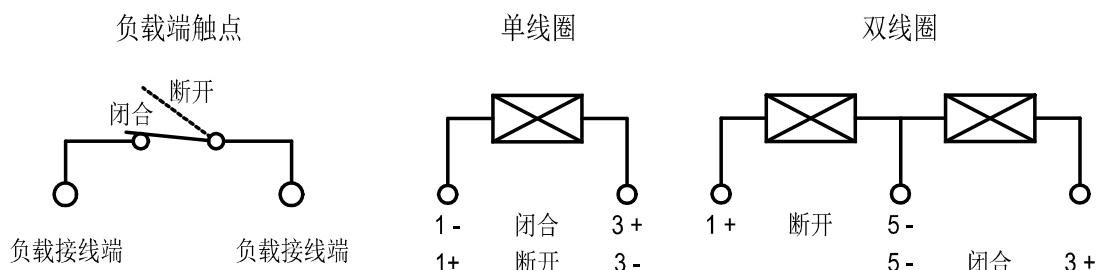 负载端触点 单线圈 双线圈
断开
闭合
1 - 闭合 3 + 1 + 断开 5 -
负载接线端 负载接线端
1+ 断开 3 - 5 - 闭合 3 +